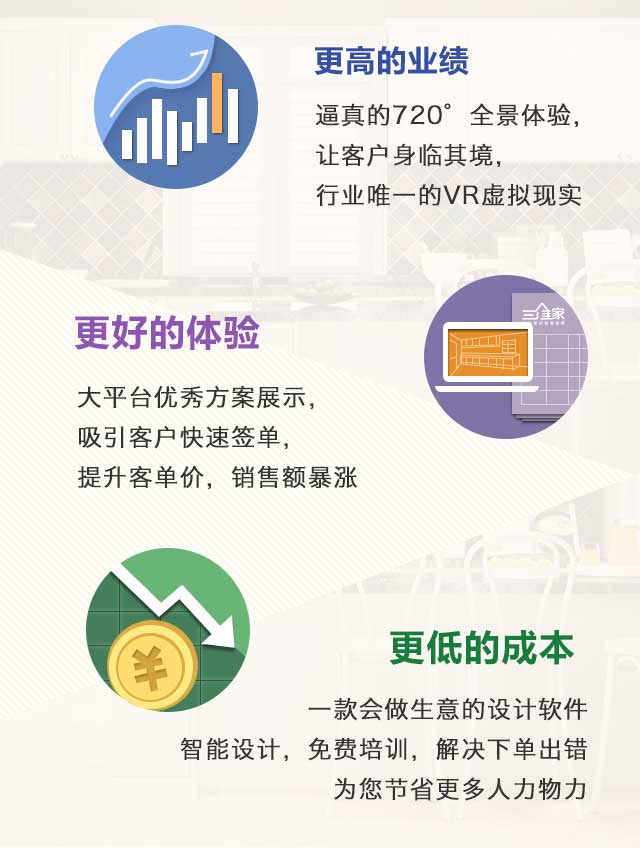 更高的业绩
逼真的720°全景体验，
让客户身临其境，
行业唯一的VR虚拟现实
三维家
更好的体验
大平台优秀方案展示，
吸引客户快速签单，
提升客单价，销售额暴涨
¥
更低的成本
一款会做生意的设计软件
智能设计，免费培训，解决下单出错
为您节省更多人力物力